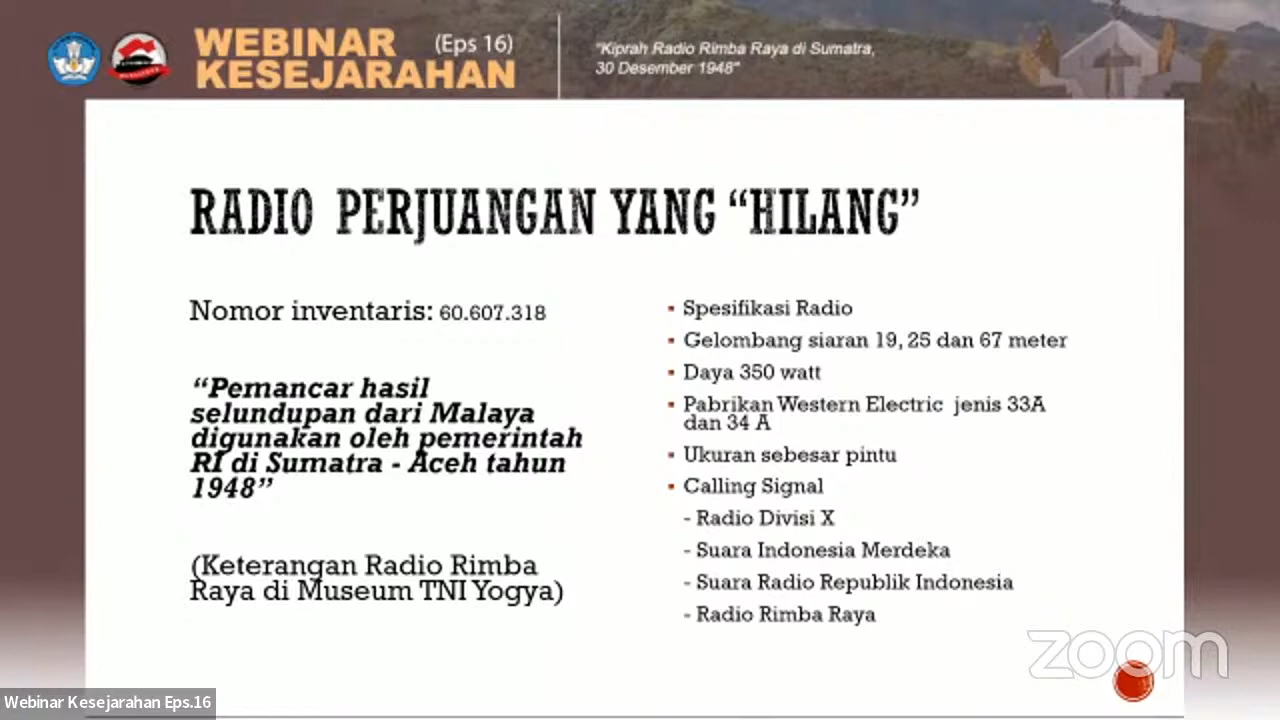 WEBINAR (Eps 16)
KESEJARAHAN
"Kiprah Radio Rimba Raya di Sumatra,
30 Desember 1948"
RADIO PERJUANGAN YANG “HILANG”
Nomor inventaris: 60.607.318
“Pemancar hasil
selundupan dari Malaya
digunakan oleh pemerintah
RI di Sumatra - Aceh tahun
1948”
(Keterangan Radio Rimba
Raya di Museum TNI Yogya)
▪ Spesifikasi Radio
▪ Gelombang siaran 19, 25 dan 67 meter
▪ Daya 350 watt
▪ Pabrikan Western Electric jenis 33A
dan 34 A
▪ Ukuran sebesar pintu
▪ Calling Signal
- Radio Divisi X
- Suara Indonesia Merdeka
- Suara Radio Republik Indonesia
- Radio Rimba Raya
zoom
Webinar Kesejarahan Eps.16